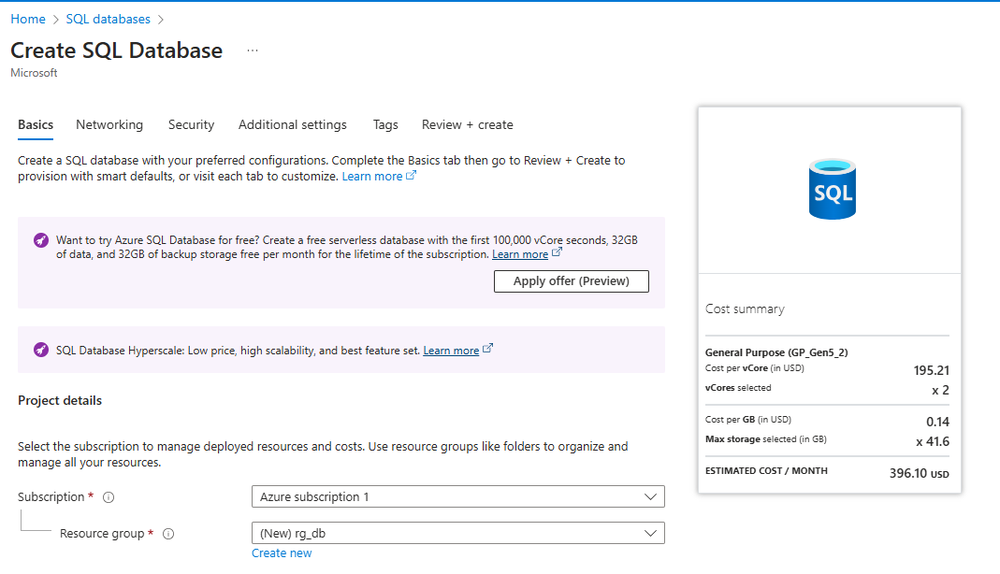 Home > SQL databases >
Create SQL Database ...
Microsoft
Basics Networking Security Additional settings Tags Review + create
Create a SQL database with your preferred configurations. Complete the Basics tab then go to Review + Create to
provision with smart defaults, or visit each tab to customize. Learn more
Want to try Azure SQL Database for free? Create a free serverless database with the first 100,000 vCore seconds, 32GB
of data, and 32GB of backup storage free per month for the lifetime of the subscription. Learn more
Apply offer (Preview)
SQL Database Hyperscale: Low price, high scalability, and best feature set. Learn more
Project details
Select the subscription to manage deployed resources and costs. Use resource groups like folders to organize and
manage all your resources.
Subscription *
Azure subscription 1
Resource group *
(New) rg_db
Create new
SQL
Cost summary
General Purpose (GP_Gen5_2)
Cost per vCore (in USD) 195.21
vCores selected x 2
Cost per GB (in USD) 0.14
Max storage selected (in GB) x 41.6
ESTIMATED COST / MONTH 396.10 USD